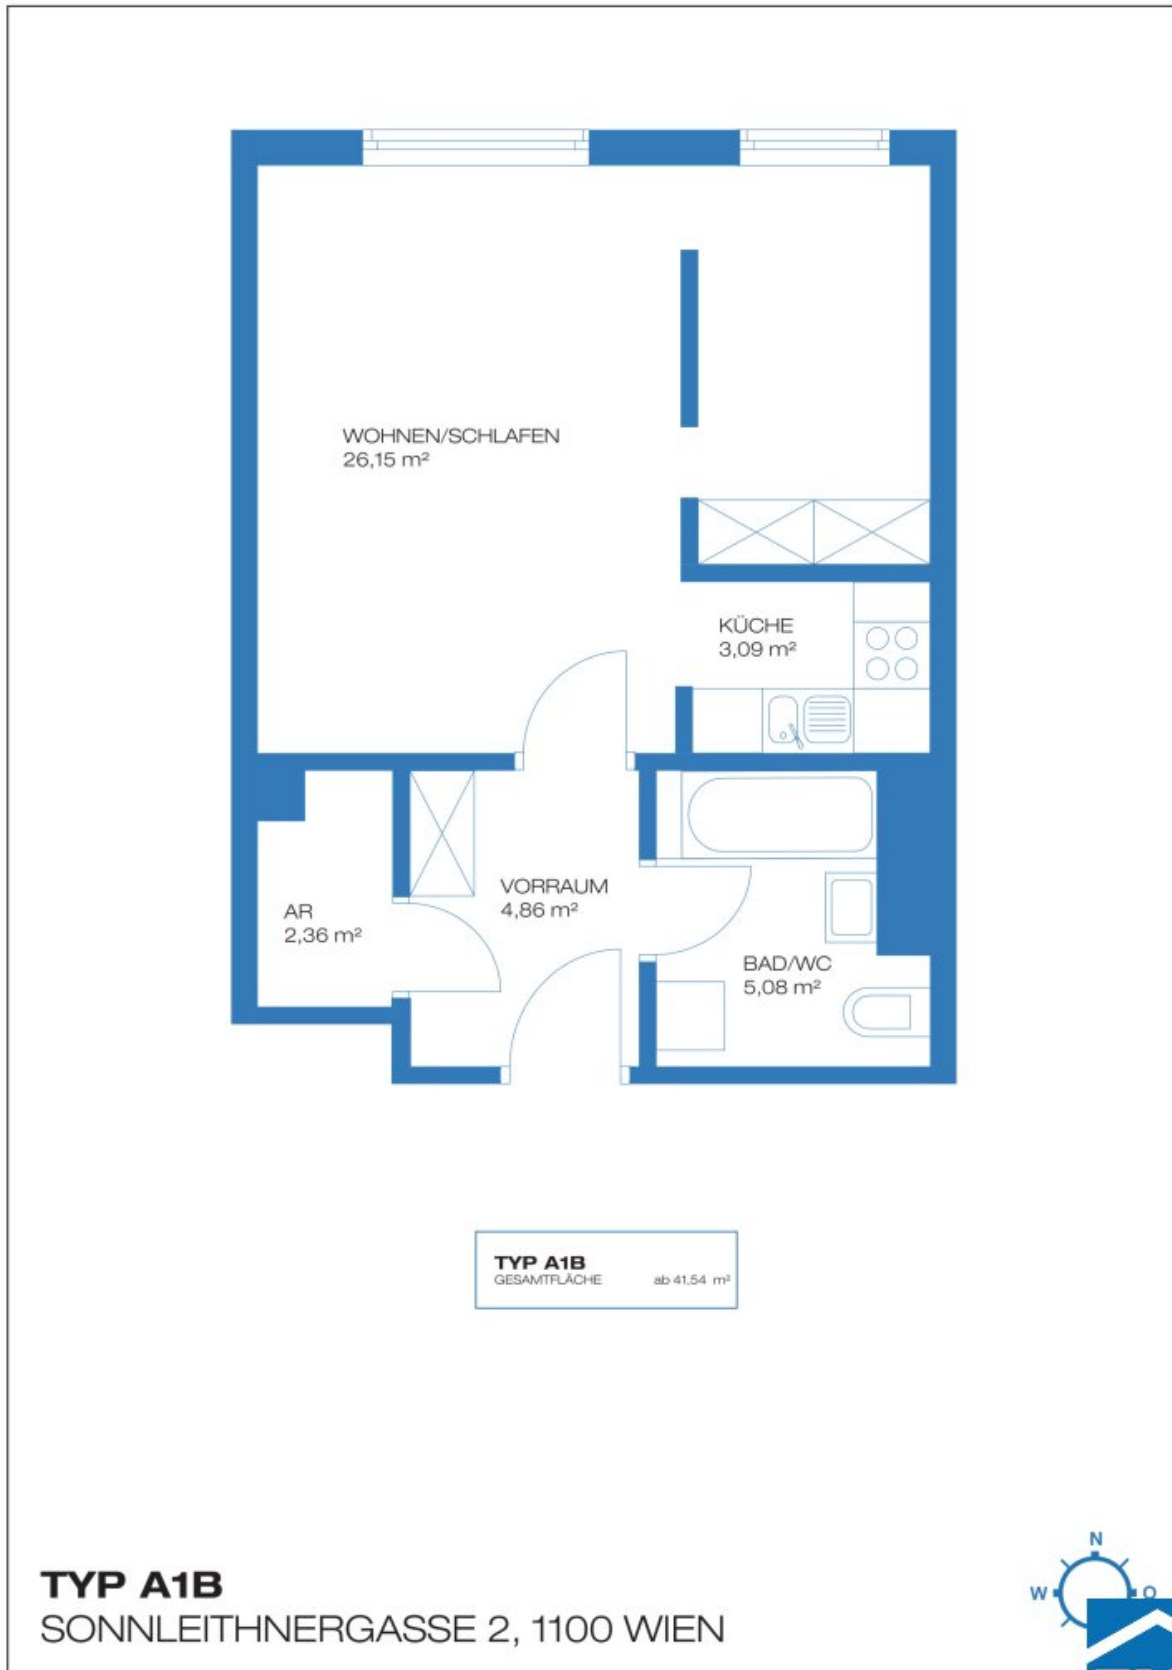 WOHNEN/SCHLAFEN
26,15 m²
KÜCHE
3,09 m²
VORRAUM
4,86 m²
AR
2,36 m²
BAD/WC
5,08 m²
TYP A1B
GESAMTFLÄCHE ab 41,54 m²
N
W O
TYP A1B
SONNLEITHNERGASSE 2, 1100 WIEN